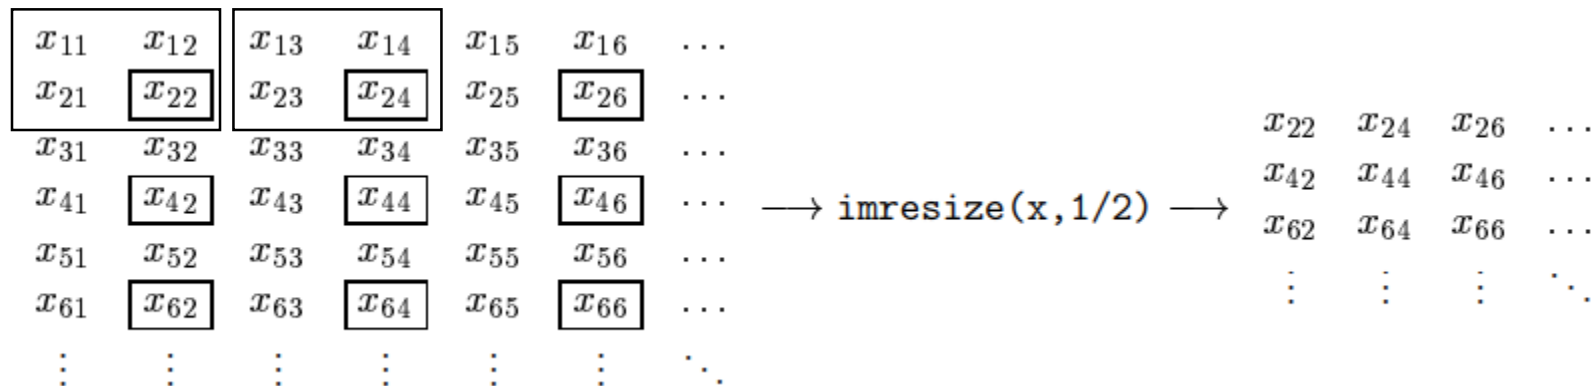 x₁₁ x₁₂ x₁₃ x₁₄ x₁₅ x₁₆ ...
x₂₁ x₂₂ x₂₃ x₂₄ x₂₅ x₂₆ ...
x₃₁ x₃₂ x₃₃ x₃₄ x₃₅ x₃₆ ...
x₄₁ x₄₂ x₄₃ x₄₄ x₄₅ x₄₆ ...
x₅₁ x₅₂ x₅₃ x₅₄ x₅₅ x₅₆ ...
x₆₁ x₆₂ x₆₃ x₆₄ x₆₅ x₆₆ ...
⋮ ⋮ ⋮ ⋮ ⋮ ⋮ ⋱
⟶ imresize(x,1/2) ⟶
x₂₂ x₂₄ x₂₆ ...
x₄₂ x₄₄ x₄₆ ...
x₆₂ x₆₄ x₆₆ ...
⋮ ⋮ ⋮ ⋱